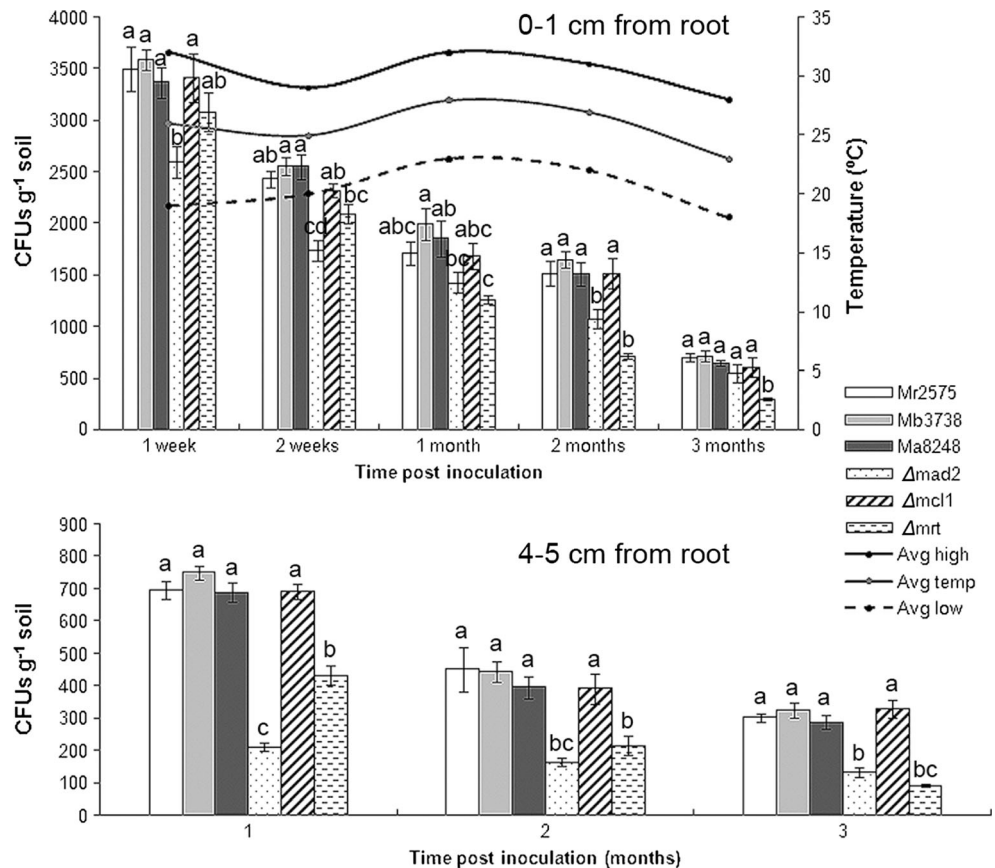 0-1 cm from root
4000
3500
3000
2500
2000
1500
1000
500
0
CFUs g-1 soil
35
30
25
20
15
10
5
0
Temperature (ºC)
a a a b a ab
ab a a cd ab bc
abc a ab bc abc c
a a a b a b
a a a a a b
1 week 2 weeks 1 month 2 months 3 months
Time post inoculation
Mr2575
Mb3738
Ma8248
Δmad2
Δmcl1
Δmrt
Avg high
Avg temp
Avg low
4-5 cm from root
900
800
700
600
500
400
300
200
100
0
CFUs g-1 soil
a a a c a b
a a a bc a b
a a a b a bc
1 2 3
Time post inoculation (months)